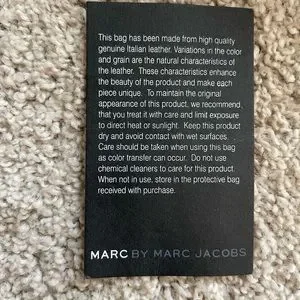 This bag has been made from high quality
genuine Italian leather. Variations in the color
and grain are the natural characteristics of
the leather. These characteristics enhance
the beauty of the product and make each
piece unique. To maintain the original
appearance of this product, we recommend
that you treat it with care and limit exposure
to direct heat or sunlight. Keep this product
dry and avoid contact with wet surfaces.
Care should be taken when using this bag
as color transfer can occur. Do not use
chemical cleaners to care for this product.
When not in use, store in the protective bag
received with purchase.
MARC BY MARC JACOBS